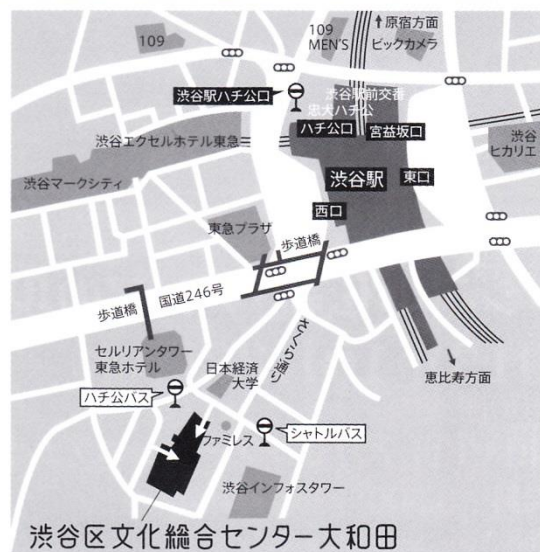 ↑原宿方面
109
109
MEN'S
ビックカメラ
渋谷駅ハチ公口
渋谷駅前交番
忠犬ハチ公
ハチ公口
宮益坂口
渋谷エクセルホテル東急
渋谷
ヒカリエ
渋谷マークシティ
渋谷駅
東口
西口
東急プラザ
歩道橋
国道246号
歩道橋
さくら通り
セルリアンタワー
東急ホテル
日本経済
大学
恵比寿方面
ハチ公バス
ファミレス
シャトルバス
渋谷インフォスタワー
渋谷区文化総合センター大和田